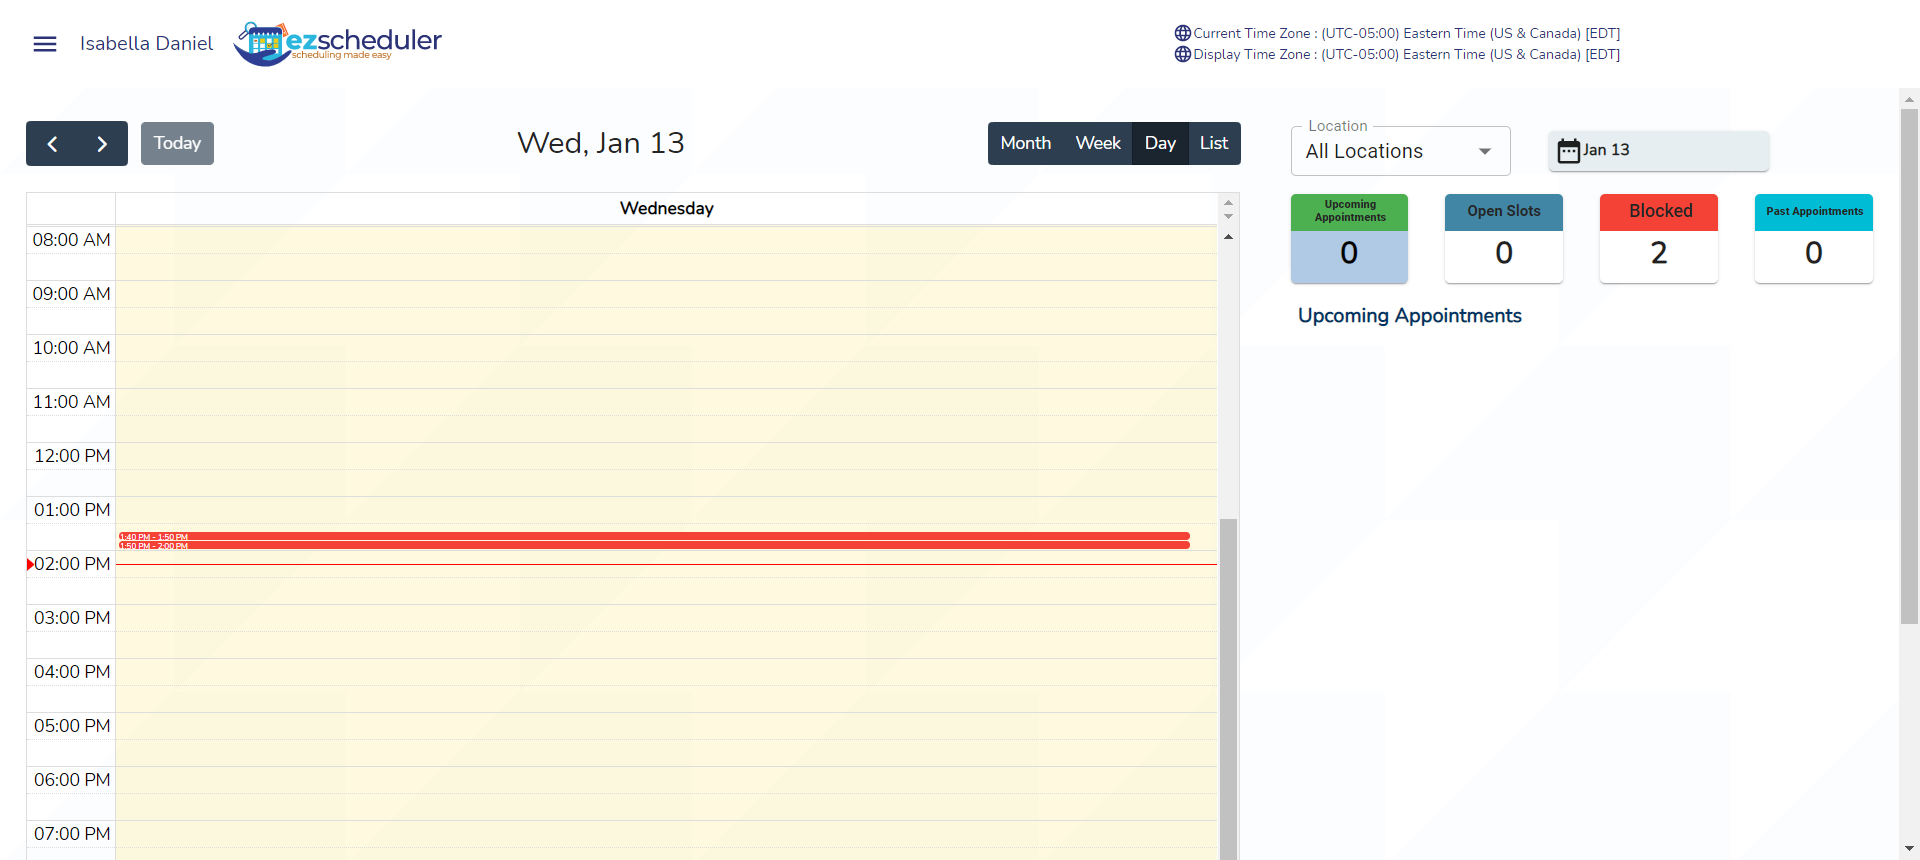 Isabella Daniel
ezscheduler
scheduling made easy
Current Time Zone : (UTC-05:00) Eastern Time (US & Canada) [EDT]
Display Time Zone : (UTC-05:00) Eastern Time (US & Canada) [EDT]
Today
Wed, Jan 13
Month Week Day List
Location
All Locations
Jan 13
Wednesday
08:00 AM
09:00 AM
10:00 AM
11:00 AM
12:00 PM
01:00 PM
1:40 PM - 1:50 PM
1:50 PM - 2:00 PM
02:00 PM
03:00 PM
04:00 PM
05:00 PM
06:00 PM
07:00 PM
Upcoming
Appointments
0
Open Slots
0
Blocked
2
Past Appointments
0
Upcoming Appointments